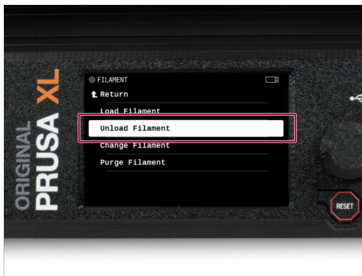 ORIGINAL
PRUSA XL
FILAMENT
Return
Load Filament
Unload Filament
Change Filament
Purge Filament
RESET